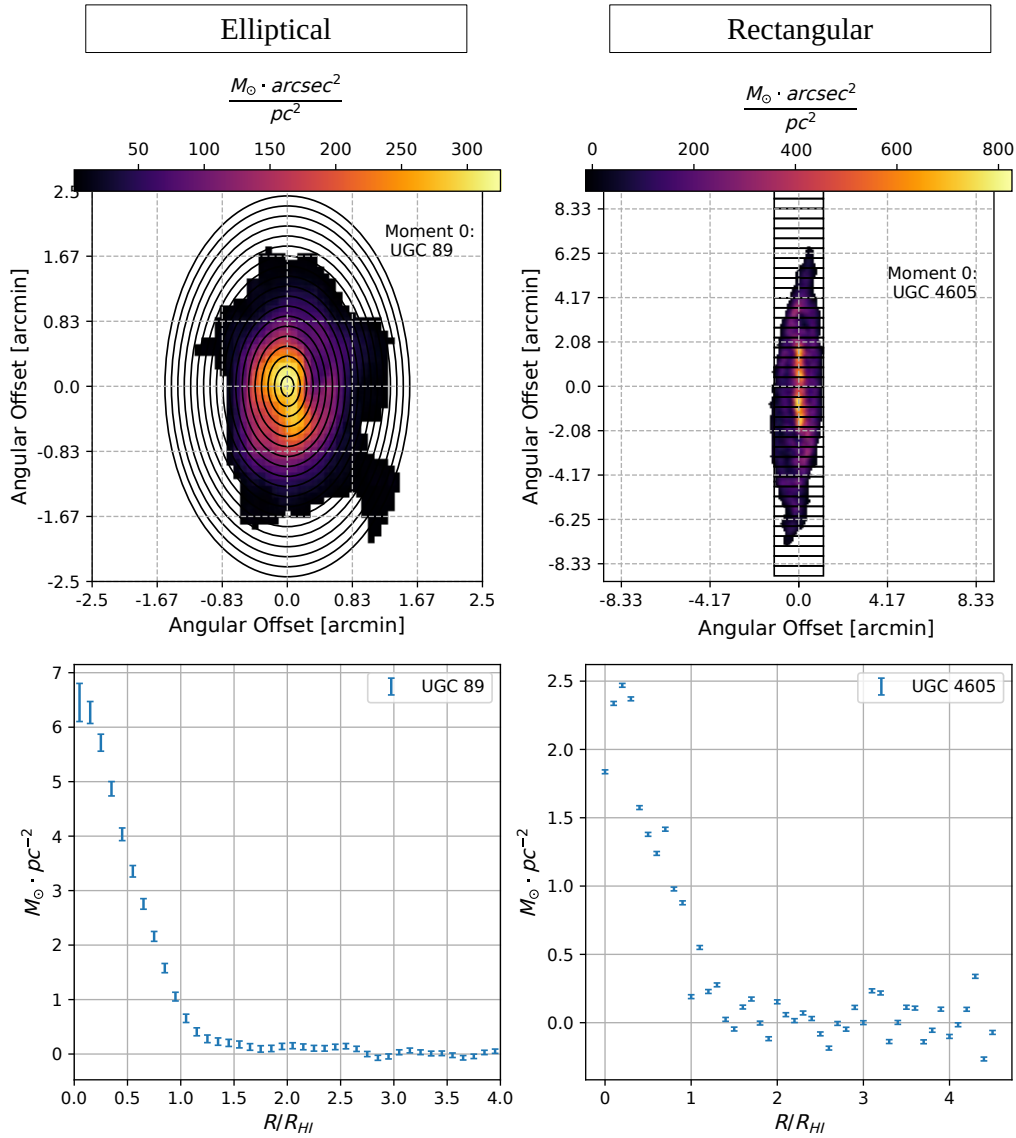 Elliptical
Rectangular
M⊙ · arcsec²
pc²
50 100 150 200 250 300
M⊙ · arcsec²
pc²
0 200 400 600 800
Moment 0:
UGC 89
2.5
1.67
0.83
0.0
-0.83
-1.67
-2.5
Angular Offset [arcmin]
-2.5 -1.67 -0.83 0.0 0.83 1.67 2.5
Angular Offset [arcmin]
Moment 0:
UGC 4605
8.33
6.25
4.17
2.08
0.0
-2.08
-4.17
-6.25
-8.33
Angular Offset [arcmin]
-8.33 -4.17 0.0 4.17 8.33
Angular Offset [arcmin]
UGC 89
7
6
5
4
3
2
1
0
M⊙ · pc⁻²
0.0 0.5 1.0 1.5 2.0 2.5 3.0 3.5 4.0
R/R_HI
UGC 4605
2.5
2.0
1.5
1.0
0.5
0.0
M⊙ · pc⁻²
0 1 2 3 4
R/R_HI